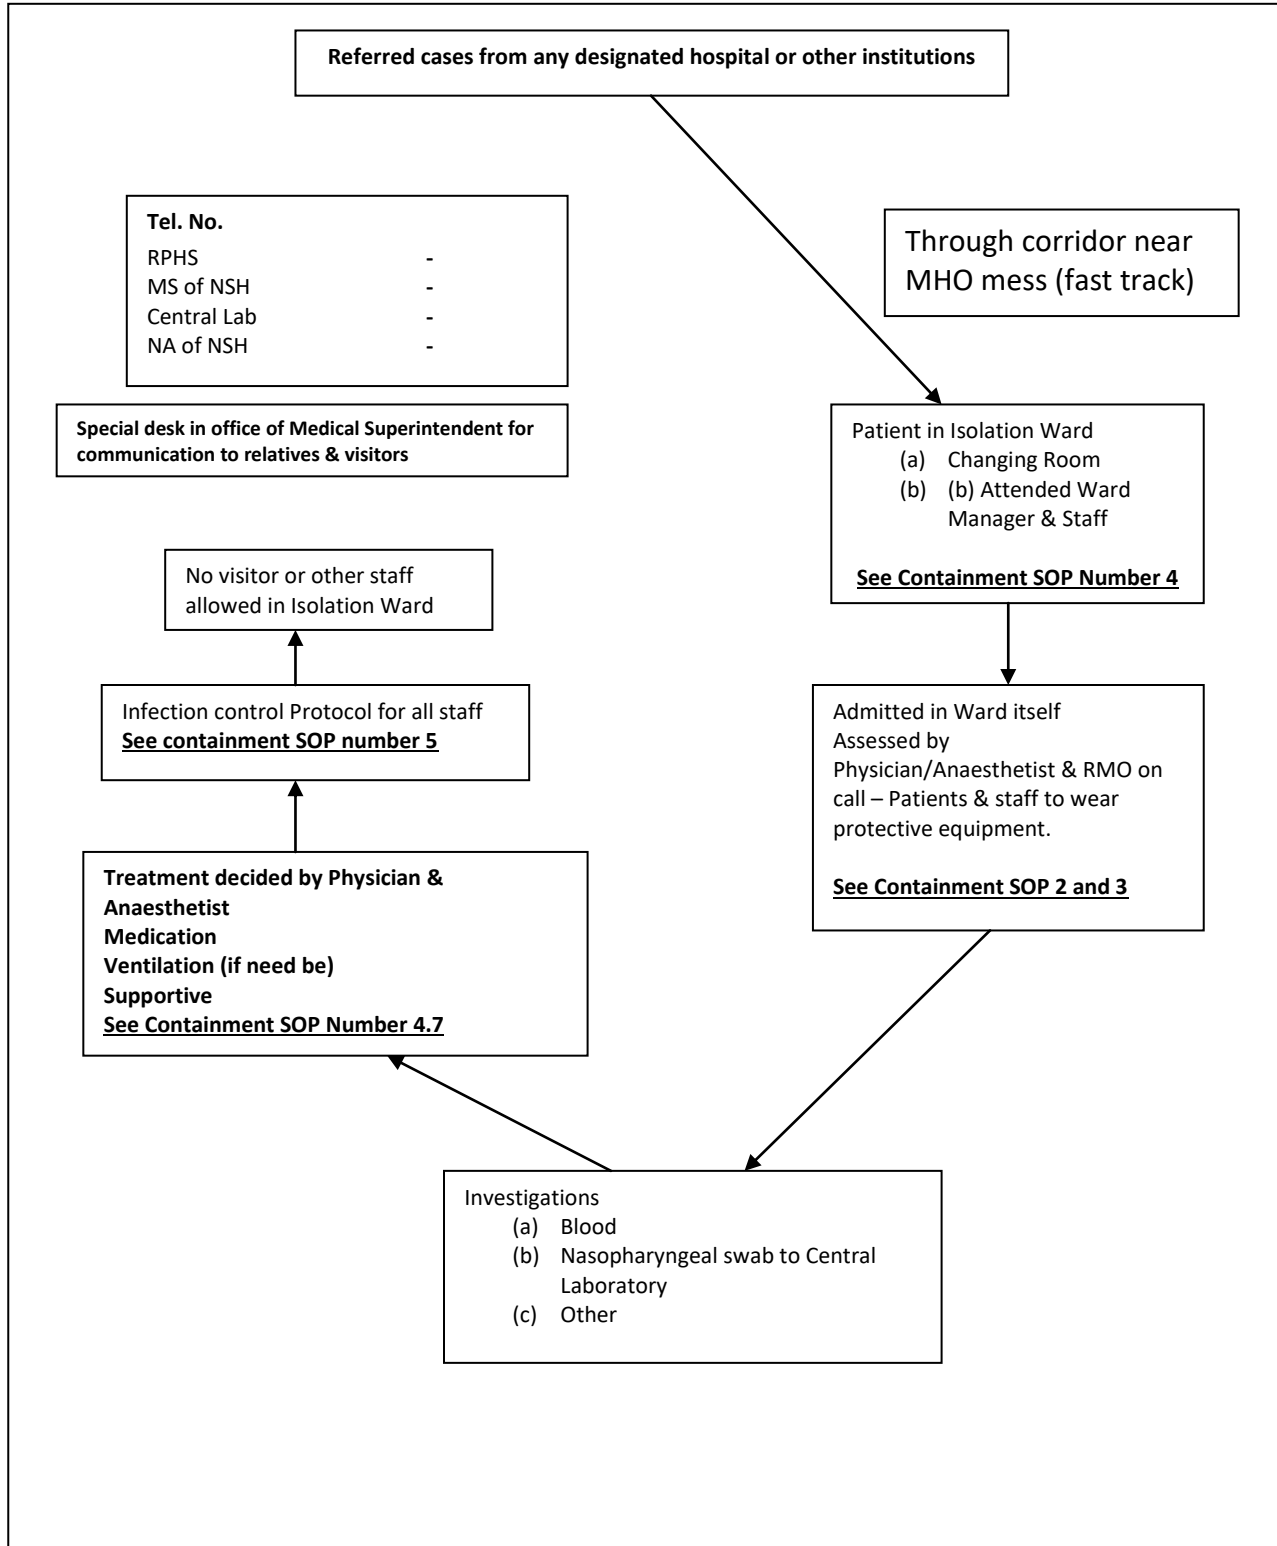 Referred cases from any designated hospital or other institutions
Tel. No.
RPHS -
MS of NSH -
Central Lab -
NA of NSH -
Through corridor near
MHO mess (fast track)
Special desk in office of Medical Superintendent for
communication to relatives & visitors
Patient in Isolation Ward
(a) Changing Room
(b) (b) Attended Ward
Manager & Staff
See Containment SOP Number 4
No visitor or other staff
allowed in Isolation Ward
Infection control Protocol for all staff
See containment SOP number 5
Admitted in Ward itself
Assessed by
Physician/Anaesthetist & RMO on
call – Patients & staff to wear
protective equipment.
See Containment SOP 2 and 3
Treatment decided by Physician &
Anaesthetist
Medication
Ventilation (if need be)
Supportive
See Containment SOP Number 4.7
Investigations
(a) Blood
(b) Nasopharyngeal swab to Central
Laboratory
(c) Other